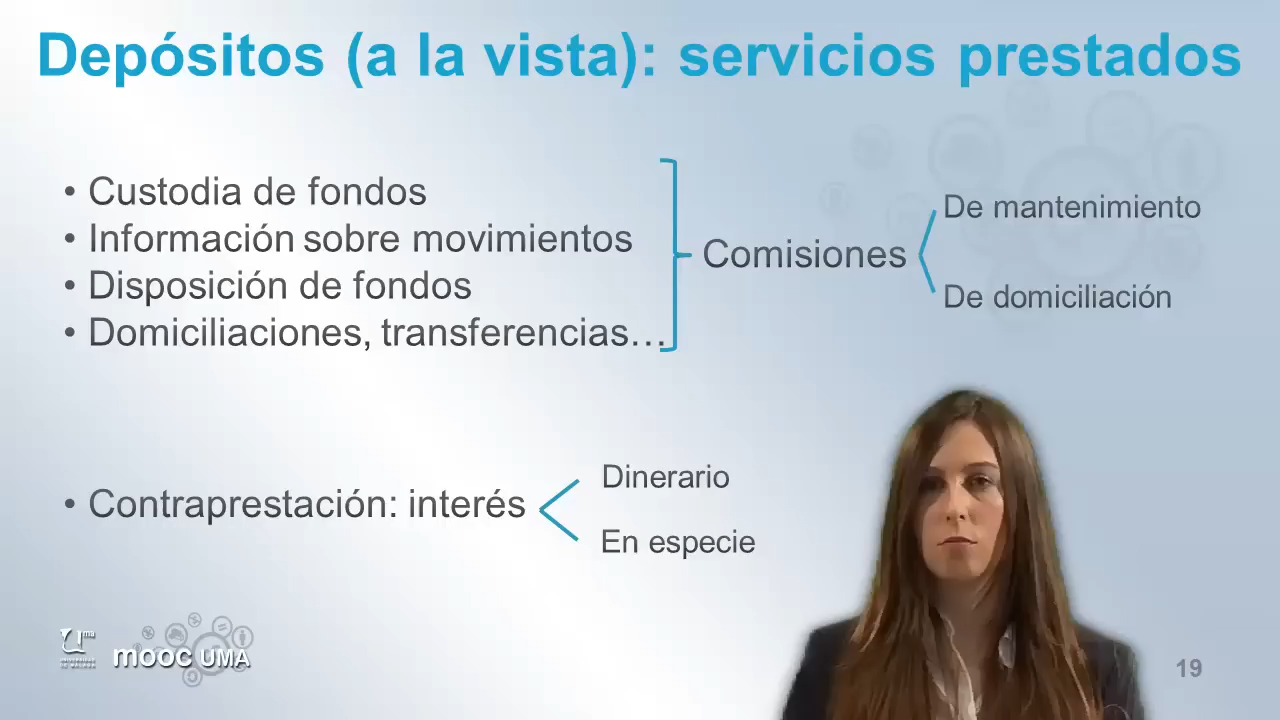 Depósitos (a la vista): servicios prestados
• Custodia de fondos
• Información sobre movimientos
• Disposición de fondos
• Domiciliaciones, transferencias…
Comisiones
De mantenimiento
De domiciliación
• Contraprestación: interés
Dinerario
En especie
uma
mooc UMA
19